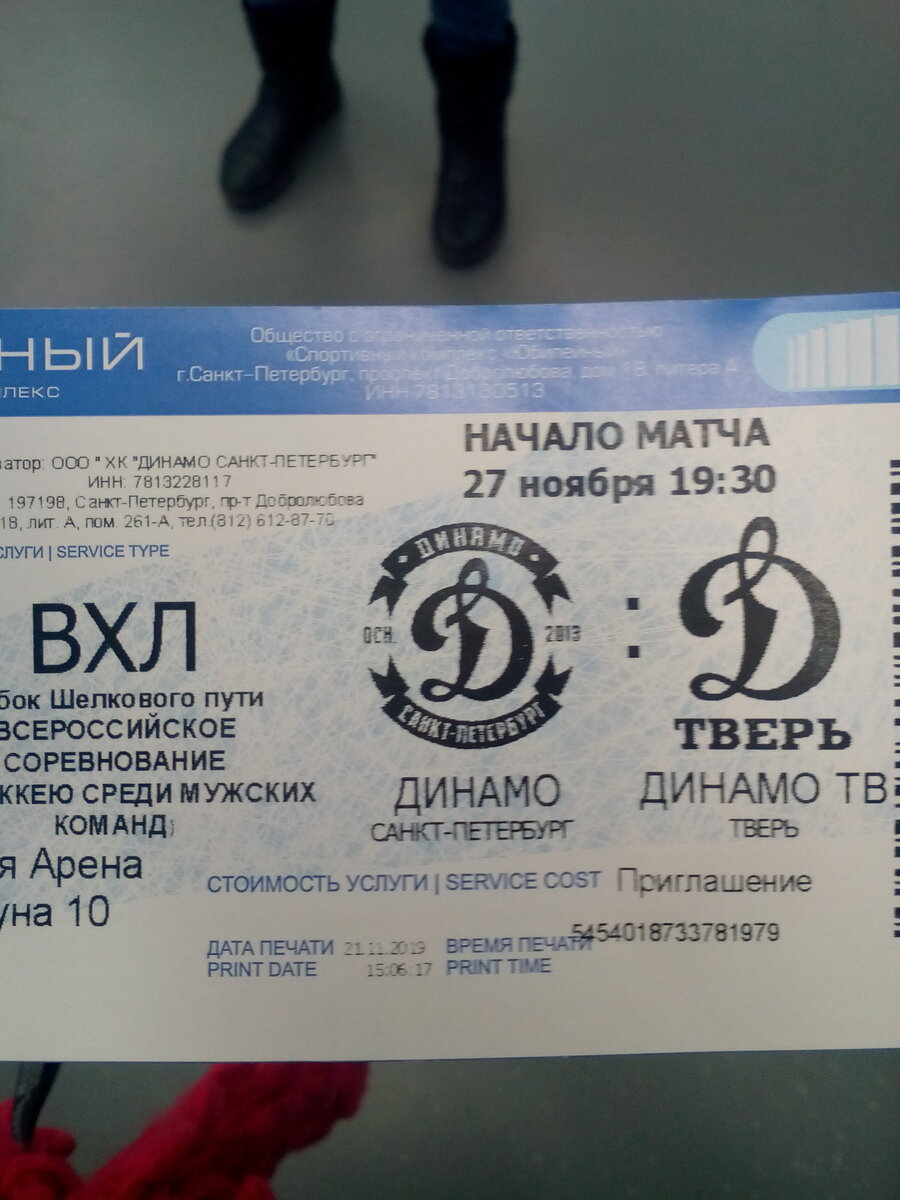 НЫЙ
ПЛЕКС
Общество с ограниченной ответственностью
«Спортивный комплекс «Юбилейный»
г.Санкт-Петербург, проспект Добролюбова, дом 18, литера А
ИНН
затор: ООО " ХК "ДИНАМО САНКТ-ПЕТЕРБУРГ"
ИНН: 7813228117
197198, Санкт-Петербург, пр-т Добролюбова
18, лит. А, пом. 261-А, тел.(812) 612-87-70
СЛУГИ | SERVICE TYPE
НАЧАЛО МАТЧА
27 ноября 19:30
ВХЛ
бок Шелкового пути
ВСЕРОССИЙСКОЕ
СОРЕВНОВАНИЕ
ККЕЮ СРЕДИ МУЖСКИХ
КОМАНД)
я Арена
уна 10
ДИНАМО
ОСН. 2013
САНКТ-ПЕТЕРБУРГ
:
ТВЕРЬ
ДИНАМО
САНКТ-ПЕТЕРБУРГ
ДИНАМО ТВ
ТВЕРЬ
СТОИМОСТЬ УСЛУГИ | SERVICE COST Приглашение
5454018733781979
ДАТА ПЕЧАТИ 21.11.2019 ВРЕМЯ ПЕЧАТИ
PRINT DATE 15:06:17 PRINT TIME